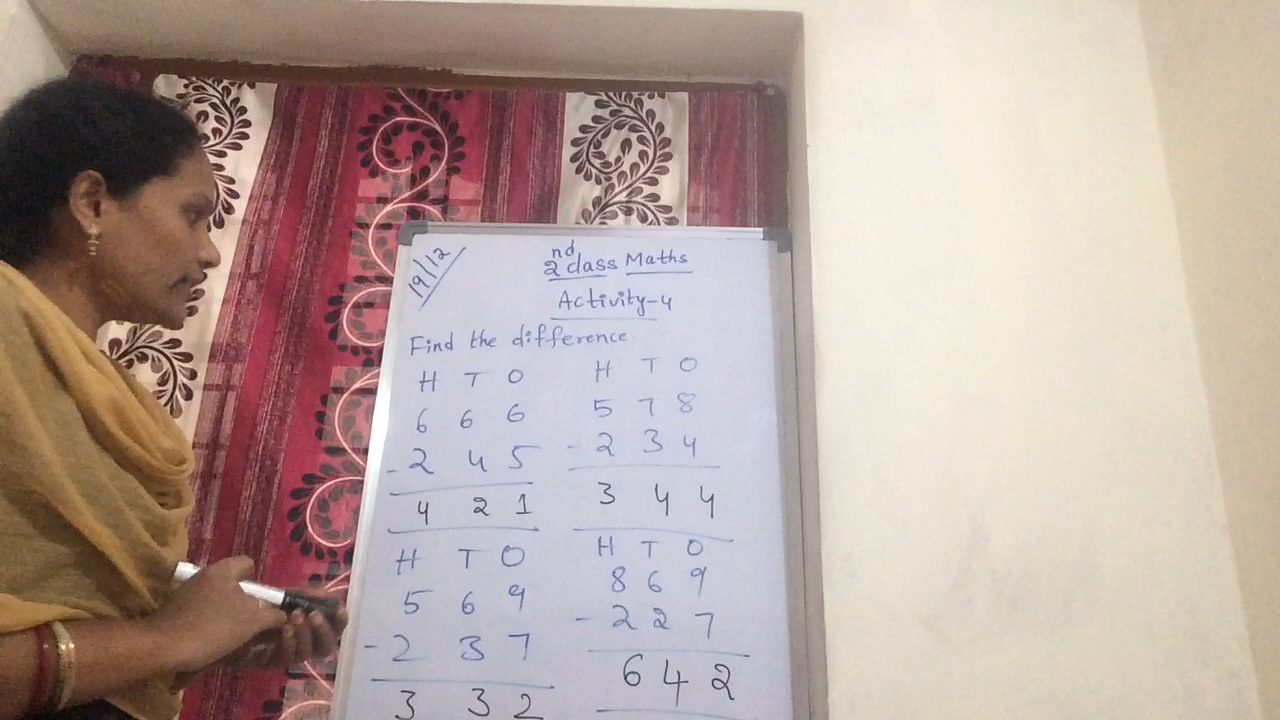 19/12
2nd class Maths
Activity-4
Find the difference.
H T O
6 6 6
- 2 4 5
4 2 1
H T O
5 7 8
- 2 3 4
3 4 4
H T O
5 6 9
- 2 3 7
3 3 2
H T O
8 6 9
- 2 2 7
6 4 2